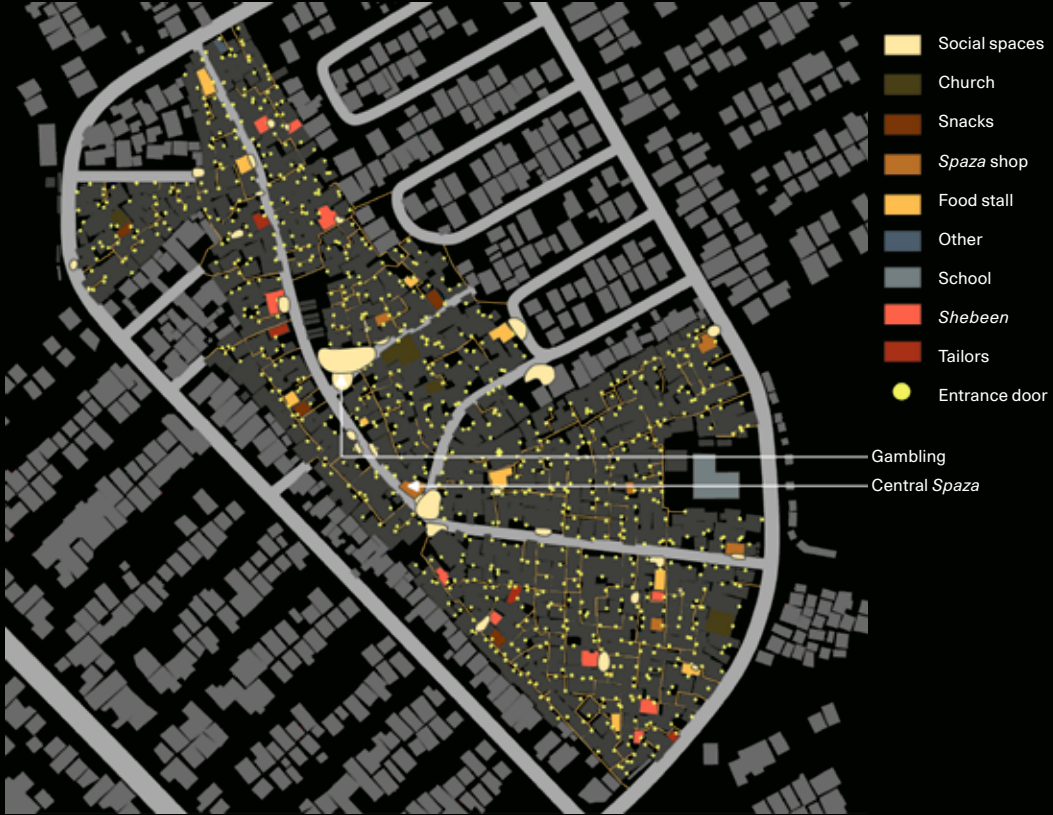 Social spaces
Church
Snacks
Spaza shop
Food stall
Other
School
Shebeen
Tailors
Entrance door
Gambling
Central Spaza